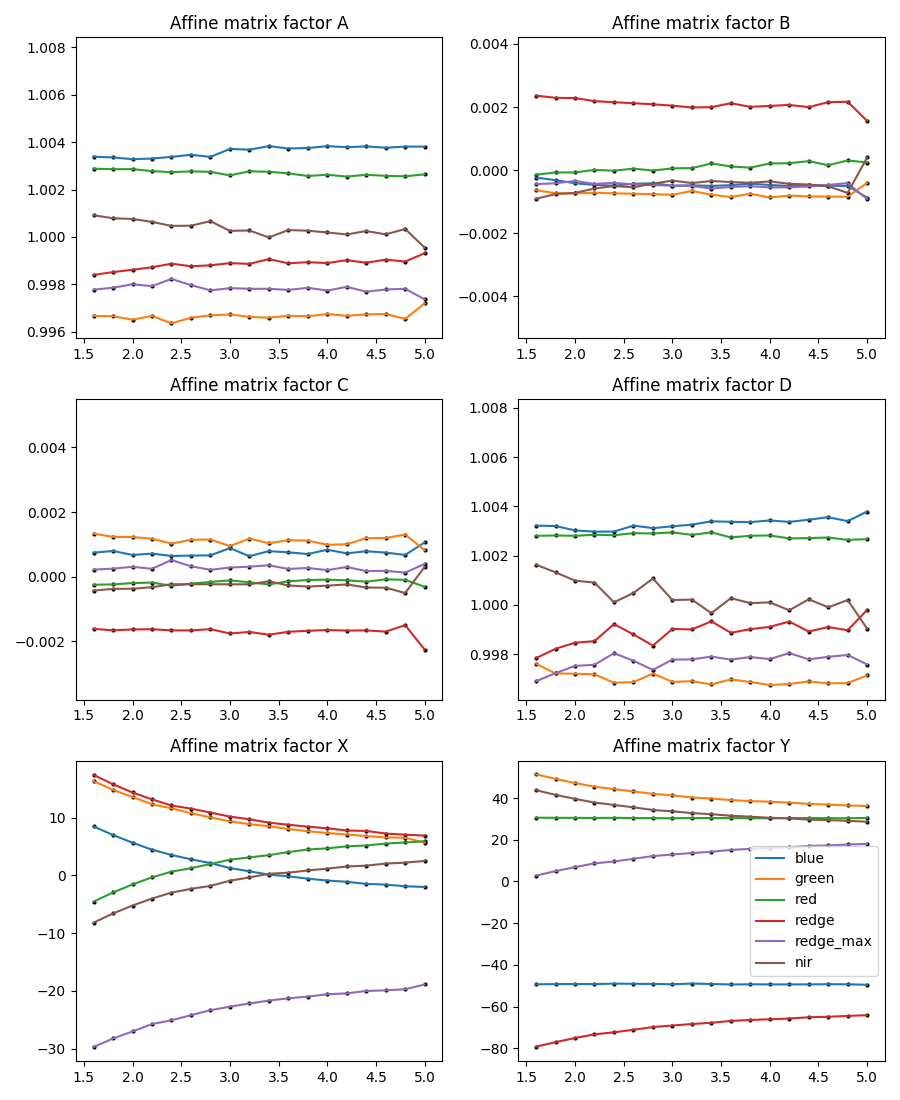 Affine matrix factor A
1.008
1.006
1.004
1.002
1.000
0.998
0.996
1.5 2.0 2.5 3.0 3.5 4.0 4.5 5.0
Affine matrix factor B
0.004
0.002
0.000
−0.002
−0.004
1.5 2.0 2.5 3.0 3.5 4.0 4.5 5.0
Affine matrix factor C
0.004
0.002
0.000
−0.002
1.5 2.0 2.5 3.0 3.5 4.0 4.5 5.0
Affine matrix factor D
1.008
1.006
1.004
1.002
1.000
0.998
1.5 2.0 2.5 3.0 3.5 4.0 4.5 5.0
Affine matrix factor X
10
0
−10
−20
−30
1.5 2.0 2.5 3.0 3.5 4.0 4.5 5.0
Affine matrix factor Y
40
20
0
−20
−40
−60
−80
1.5 2.0 2.5 3.0 3.5 4.0 4.5 5.0
blue
green
red
redge
redge_max
nir